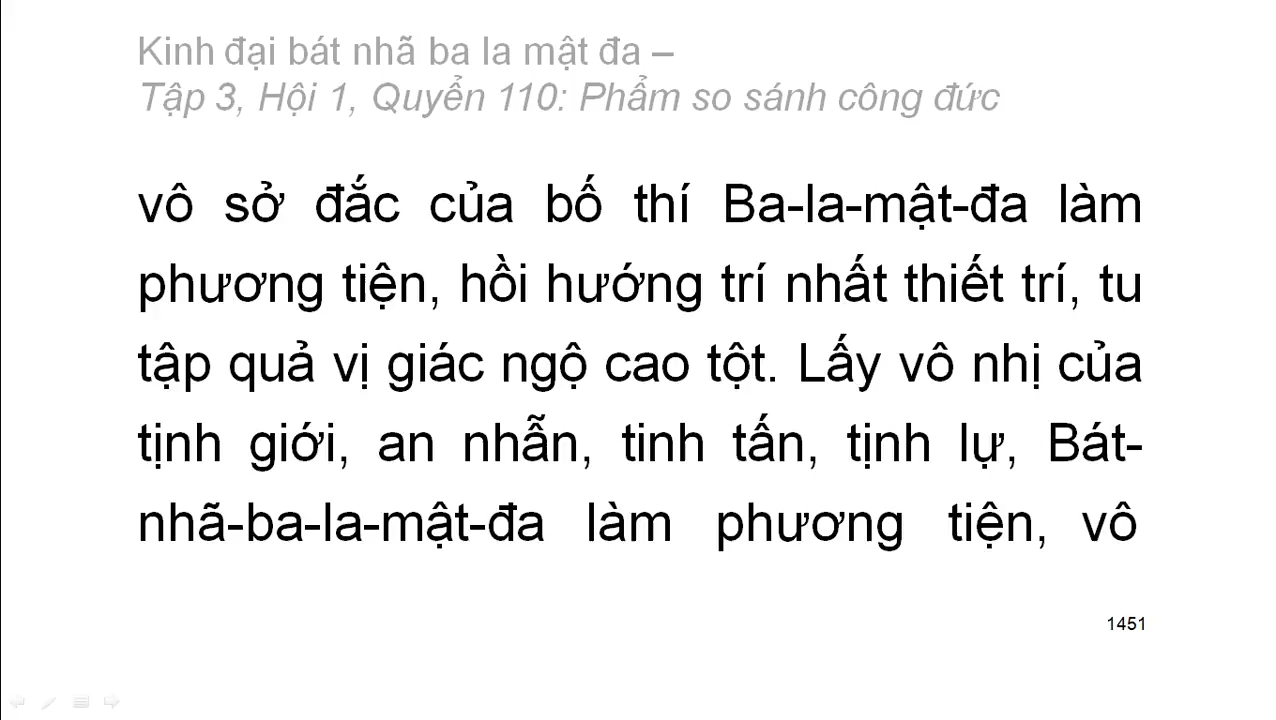 Kinh đại bát nhã ba la mật đa –
Tập 3, Hội 1, Quyển 110: Phẩm so sánh công đức
vô sở đắc của bố thí Ba-la-mật-đa làm
phương tiện, hồi hướng trí nhất thiết trí, tu
tập quả vị giác ngộ cao tột. Lấy vô nhị của
tịnh giới, an nhẫn, tinh tấn, tịnh lự, Bát-
nhã-ba-la-mật-đa làm phương tiện, vô
1451